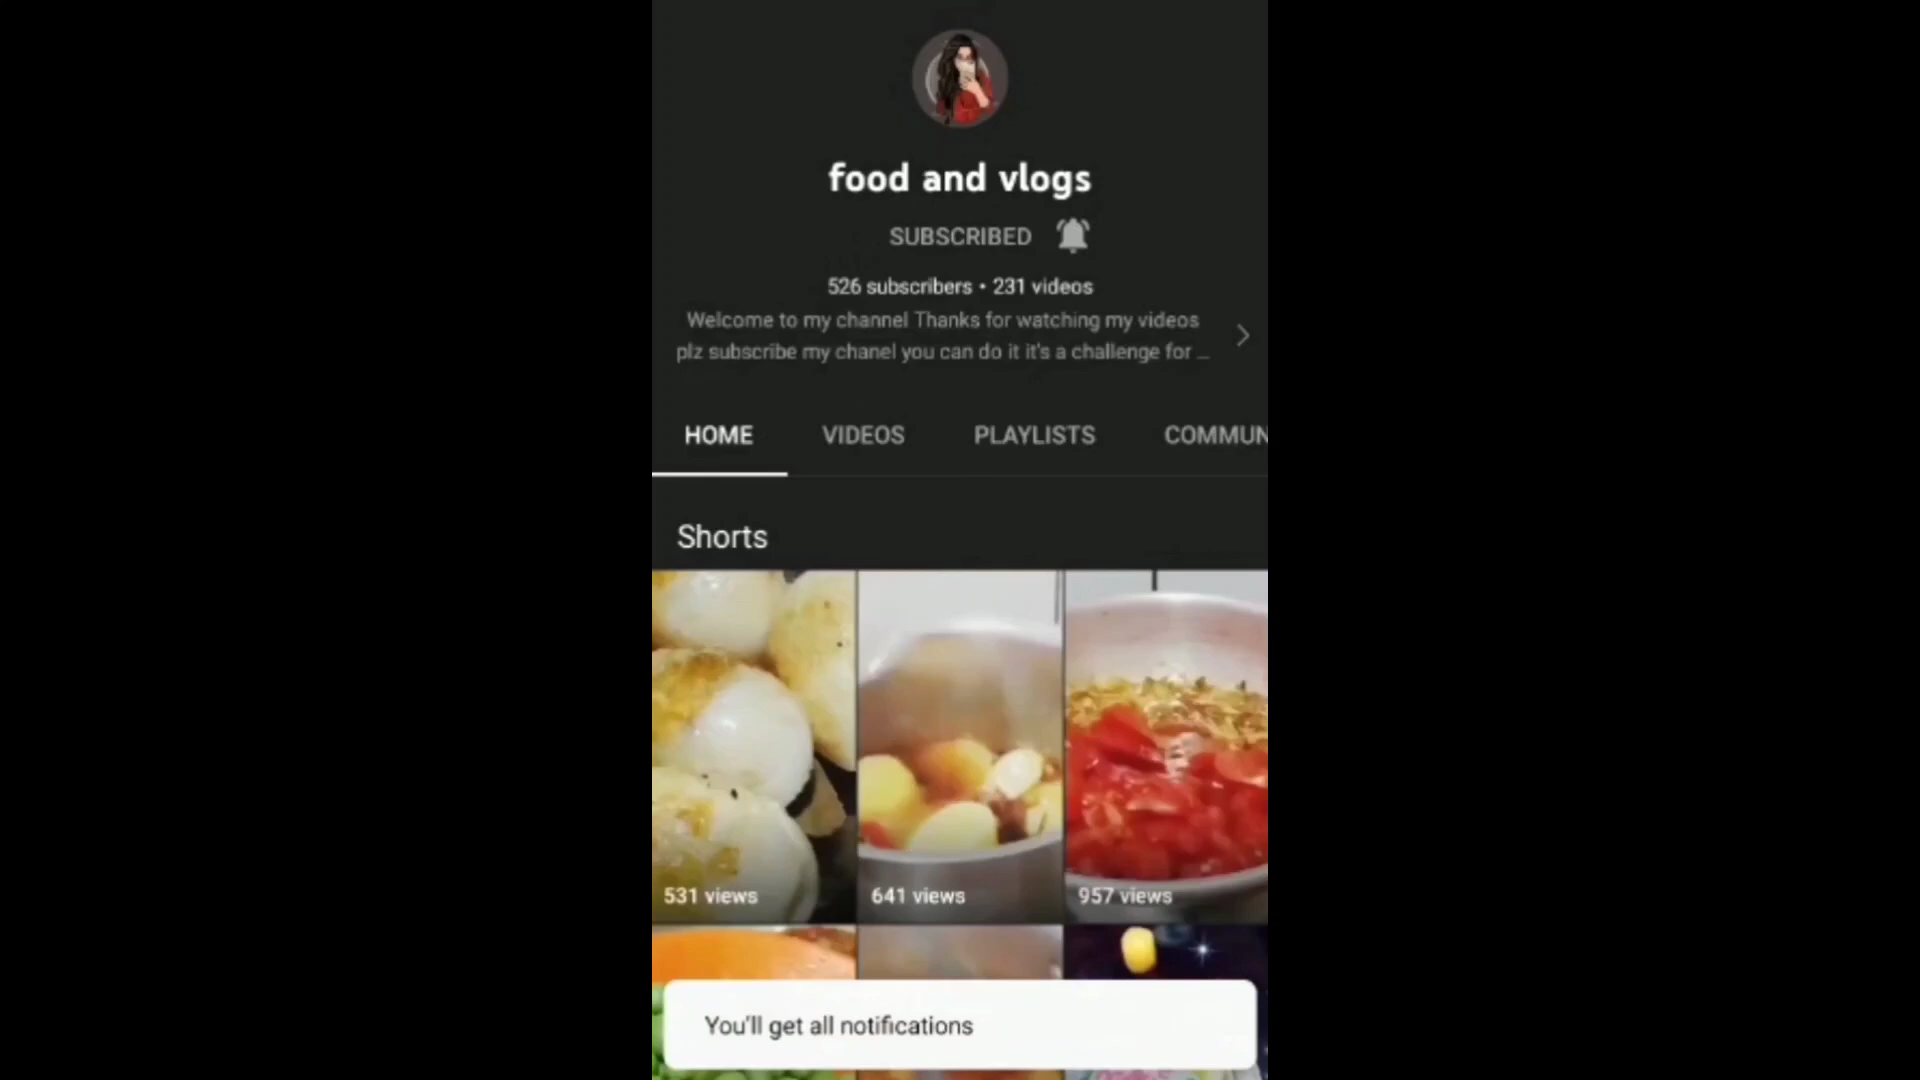 food and vlogs
SUBSCRIBED
526 subscribers • 231 videos
Welcome to my channel Thanks for watching my videos
plz subscribe my chanel you can do it it's a challenge for ...
HOME VIDEOS PLAYLISTS COMMUN
Shorts
531 views 641 views 957 views
You'll get all notifications